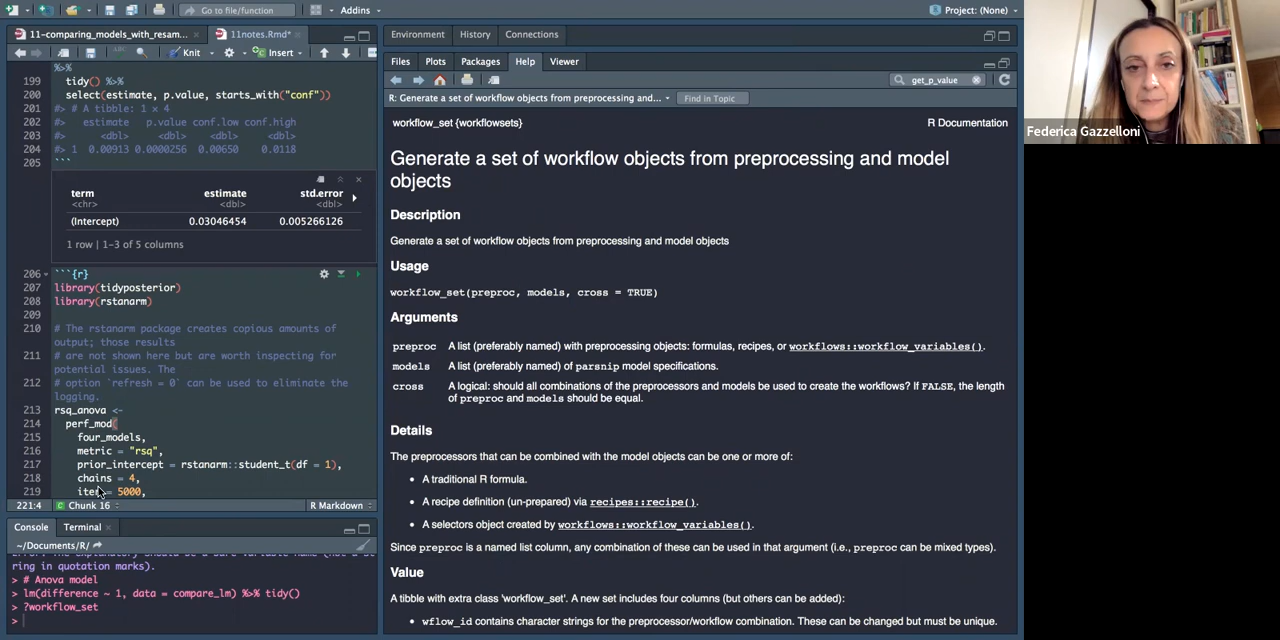 Go to file/function
Addins
Project: (None)
11-comparing_models_with_resam...
11notes.Rmd*
Knit
Insert
%>%
199 tidy() %>%
200 select(estimate, p.value, starts_with("conf"))
201 #> # A tibble: 1 × 4
202 #> estimate p.value conf.low conf.high
203 #> <dbl> <dbl> <dbl> <dbl>
204 #> 1 0.00913 0.0000256 0.00650 0.0118
205 ```
term estimate std.error
<chr> <dbl> <dbl>
(Intercept) 0.03046454 0.005266126
1 row | 1-3 of 5 columns
206 ```{r}
207 library(tidyposterior)
208 library(rstanarm)
209
210 # The rstanarm package creates copious amounts of
output; those results
211 # are not shown here but are worth inspecting for
potential issues. The
212 # option `refresh = 0` can be used to eliminate the
logging.
213 rsq_anova <-
214 perf_mod(
215 four_models,
216 metric = "rsq",
217 prior_intercept = rstanarm::student_t(df = 1),
218 chains = 4,
219 iter = 5000,
221:4 Chunk 16 R Markdown
Console Terminal
~/Documents/R/
ring in quotation marks).
> # Anova model
> lm(difference ~ 1, data = compare_lm) %>% tidy()
> ?workflow_set
>
Environment History Connections
Files Plots Packages Help Viewer
get_p_value
R: Generate a set of workflow objects from preprocessing and...
Find in Topic
workflow_set {workflowsets} R Documentation
Generate a set of workflow objects from preprocessing and model
objects
Description
Generate a set of workflow objects from preprocessing and model objects
Usage
workflow_set(preproc, models, cross = TRUE)
Arguments
preproc A list (preferably named) with preprocessing objects: formulas, recipes, or workflows::workflow_variables().
models A list (preferably named) of parsnip model specifications.
cross A logical: should all combinations of the preprocessors and models be used to create the workflows? If FALSE, the length
of preproc and models should be equal.
Details
The preprocessors that can be combined with the model objects can be one or more of:
• A traditional R formula.
• A recipe definition (un-prepared) via recipes::recipe().
• A selectors object created by workflows::workflow_variables().
Since preproc is a named list column, any combination of these can be used in that argument (i.e., preproc can be mixed types).
Value
A tibble with extra class 'workflow_set'. A new set includes four columns (but others can be added):
• wflow_id contains character strings for the preprocessor/workflow combination. These can be changed but must be unique.
Federica Gazzelloni